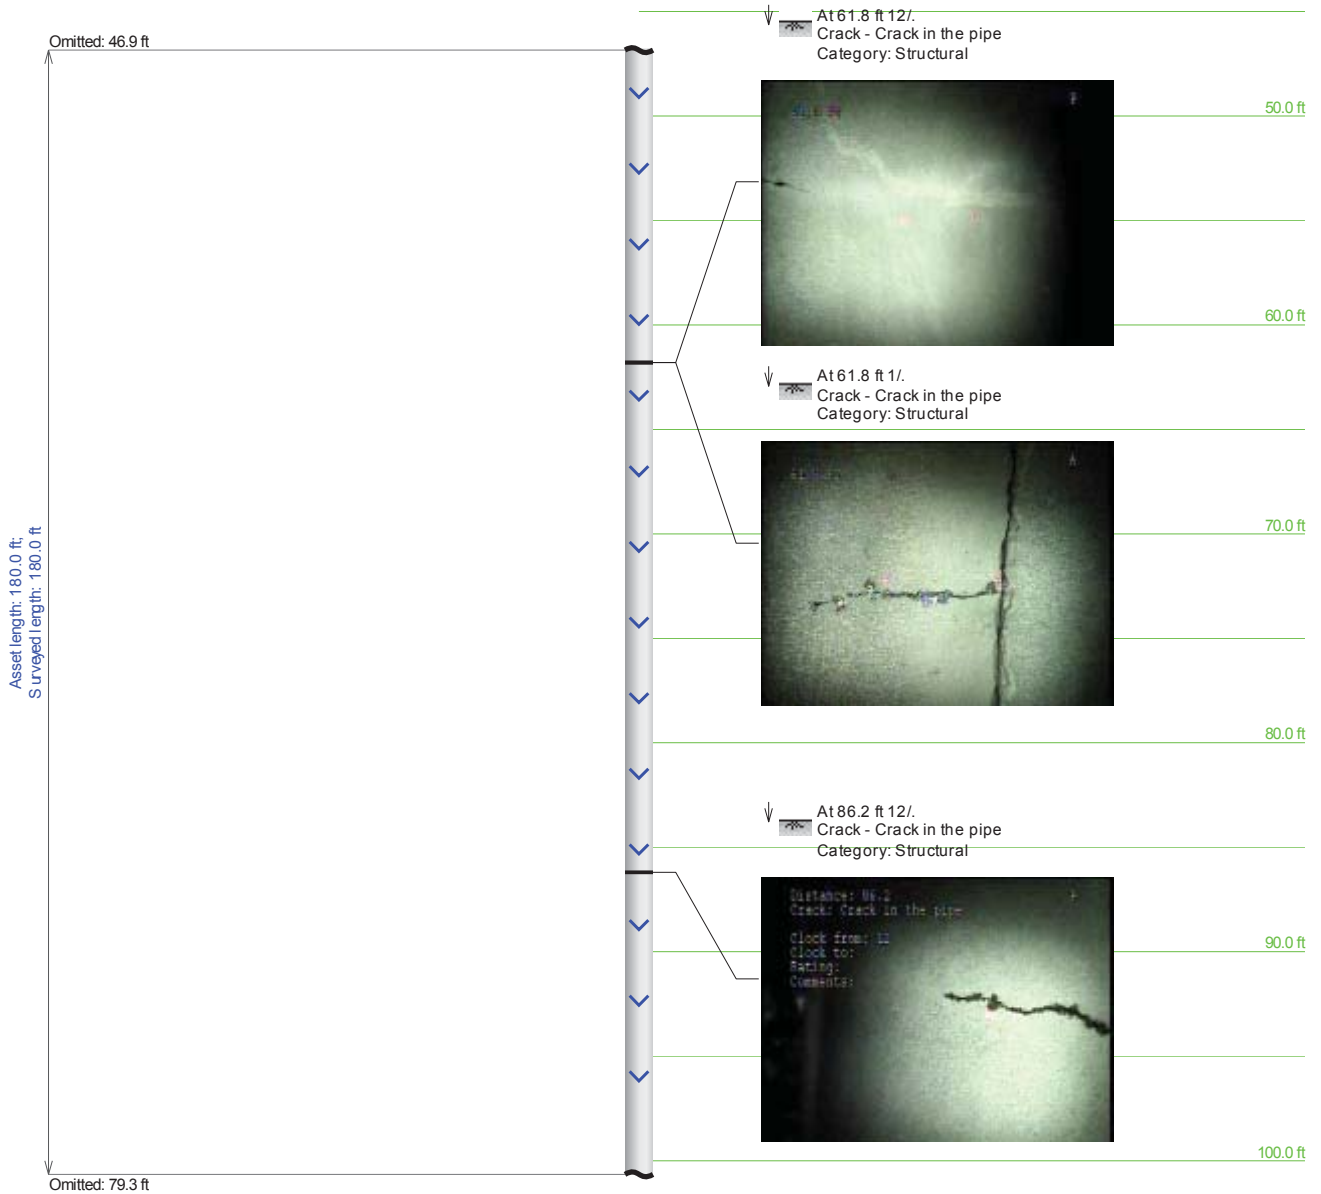 Omitted: 46.9 ft
At 61.8 ft 12/.
Crack - Crack in the pipe
Category: Structural
50.0 ft
60.0 ft
At 61.8 ft 1/.
Crack - Crack in the pipe
Category: Structural
70.0 ft
Asset length: 180.0 ft;
Surveyed length: 180.0 ft
80.0 ft
At 86.2 ft 12/.
Crack - Crack in the pipe
Category: Structural
Distance: 86.2
Crack: Crack in the pipe
Clock from: 12
Clock to:
Rating:
Comments:
90.0 ft
100.0 ft
Omitted: 79.3 ft